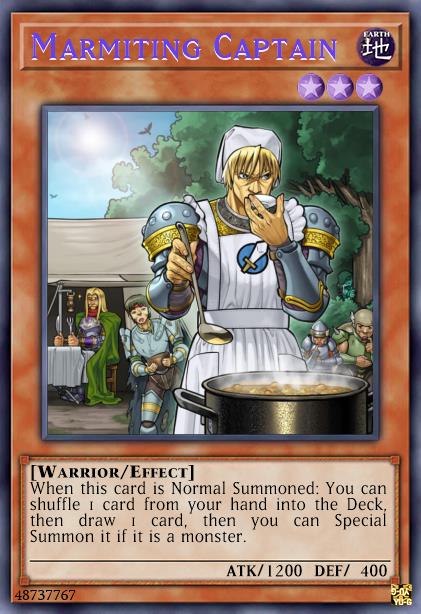 Marmiting Captain
EARTH
地
[Warrior/Effect]
When this card is Normal Summoned: You can
shuffle 1 card from your hand into the Deck,
then draw 1 card, then you can Special
Summon it if it is a monster.
ATK/1200 DEF/ 400
48737767